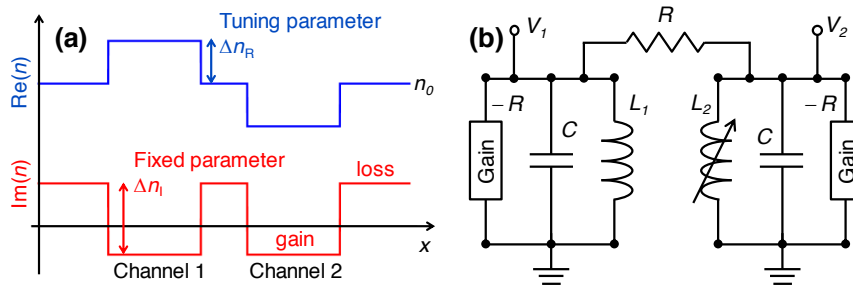 (a)
Tuning parameter
Δn_R
Re(n)
n_0
Fixed parameter
Δn_I
Im(n)
loss
gain
x
Channel 1 Channel 2
(b)
V_1
R
V_2
−R
C
L_1
L_2
C
−R
Gain
Gain